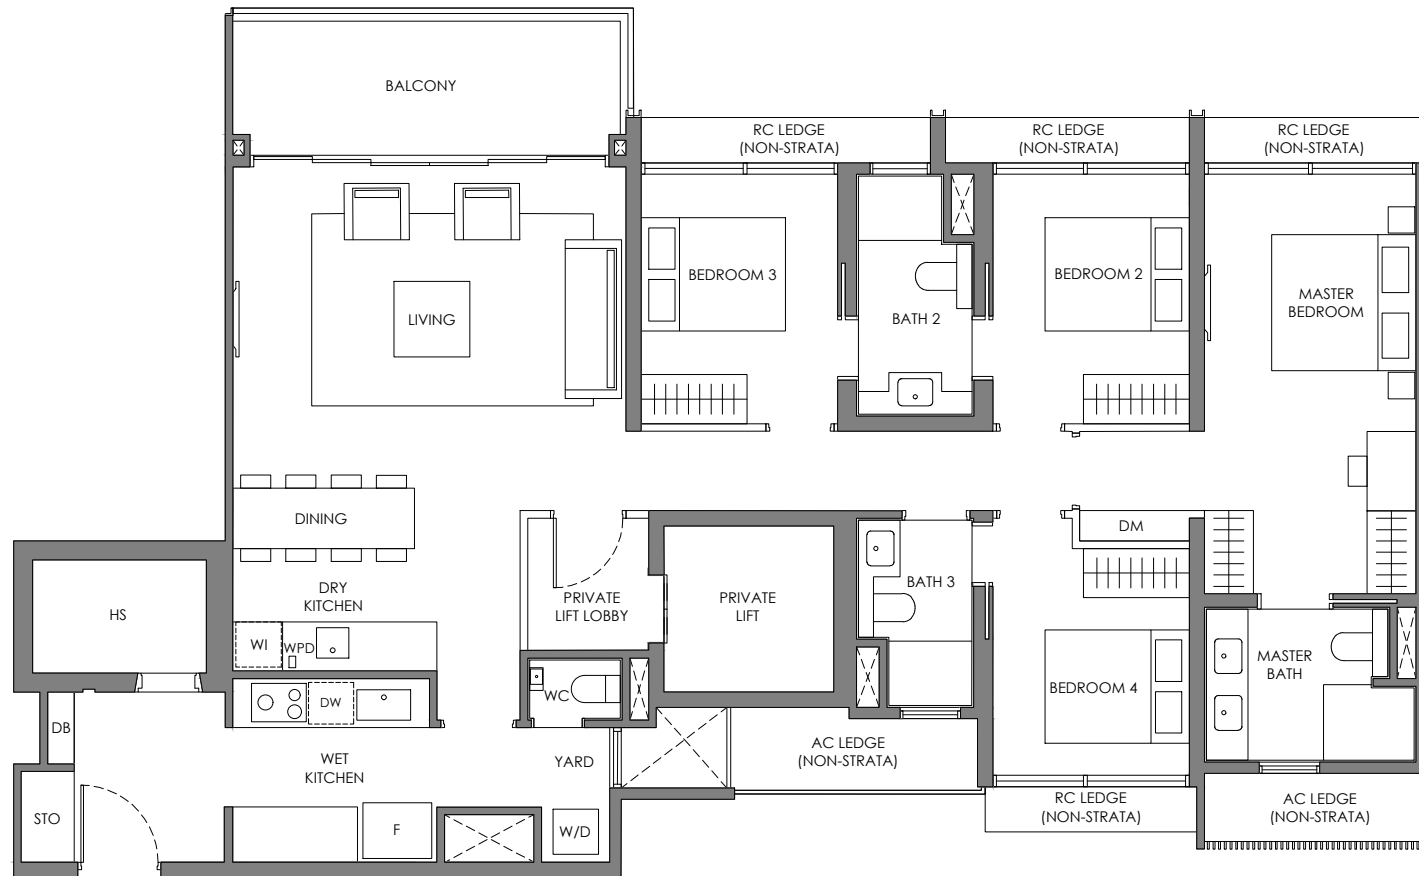 BALCONY
RC LEDGE
(NON-STRATA)
RC LEDGE
(NON-STRATA)
RC LEDGE
(NON-STRATA)
LIVING
BEDROOM 3
BATH 2
BEDROOM 2
MASTER
BEDROOM
DINING
DM
HS
DRY
KITCHEN
PRIVATE
LIFT LOBBY
PRIVATE
LIFT
BATH 3
WI
WPD
WC
BEDROOM 4
MASTER
BATH
DB
DW
WET
KITCHEN
YARD
AC LEDGE
(NON-STRATA)
STO
F
W/D
RC LEDGE
(NON-STRATA)
AC LEDGE
(NON-STRATA)